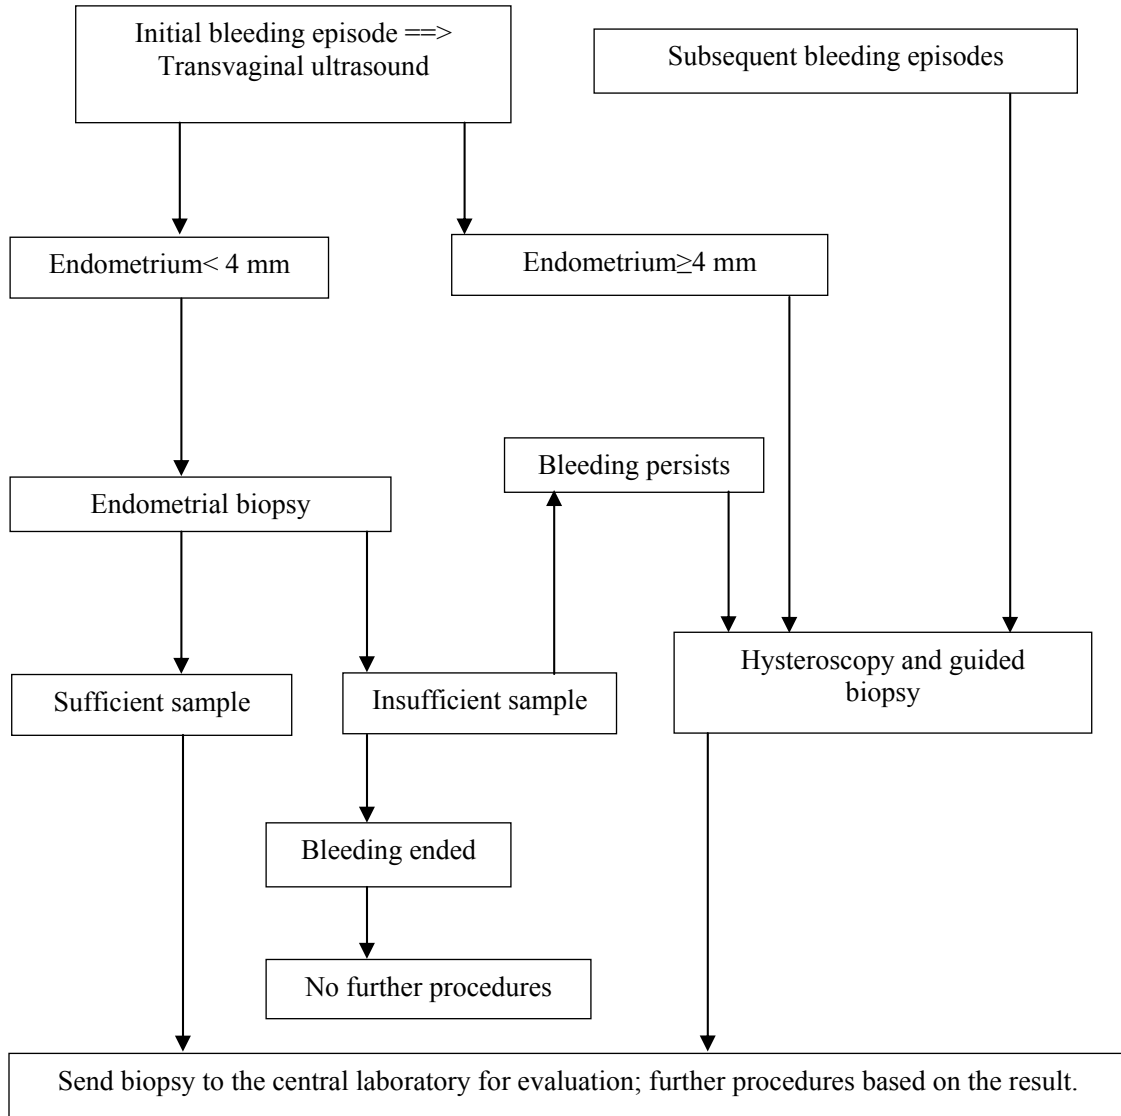 Initial bleeding episode ==>
Transvaginal ultrasound
Subsequent bleeding episodes
Endometrium< 4 mm
Endometrium≥4 mm
Bleeding persists
Endometrial biopsy
Hysteroscopy and guided
biopsy
Sufficient sample
Insufficient sample
Bleeding ended
No further procedures
Send biopsy to the central laboratory for evaluation; further procedures based on the result.